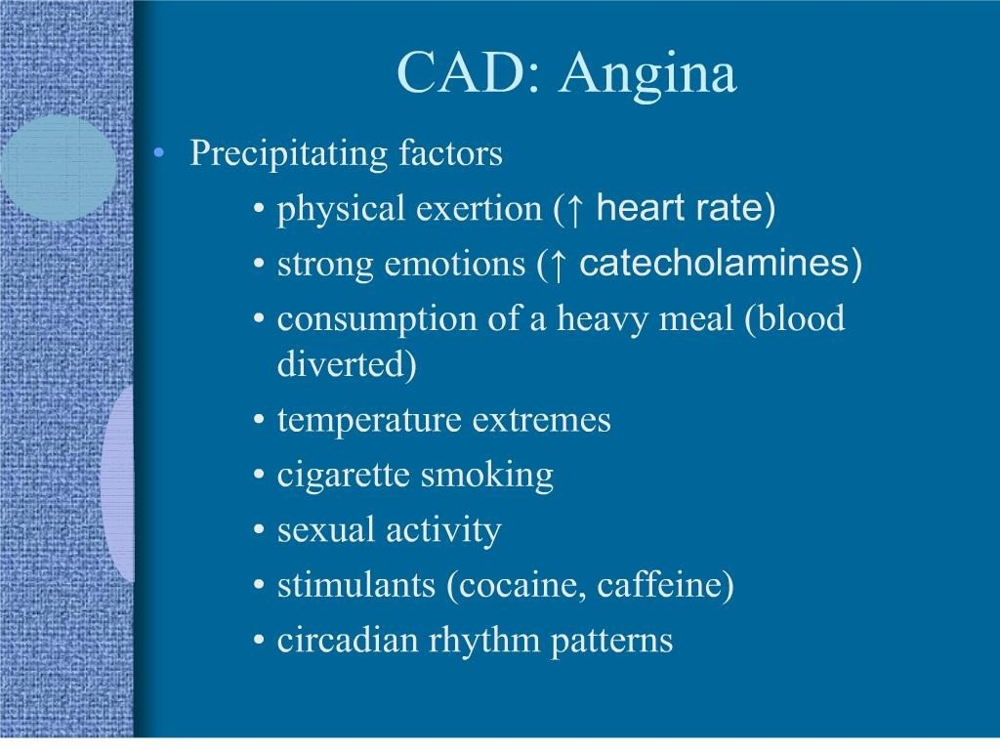 CAD: Angina
• Precipitating factors
• physical exertion (↑ heart rate)
• strong emotions (↑ catecholamines)
• consumption of a heavy meal (blood
diverted)
• temperature extremes
• cigarette smoking
• sexual activity
• stimulants (cocaine, caffeine)
• circadian rhythm patterns